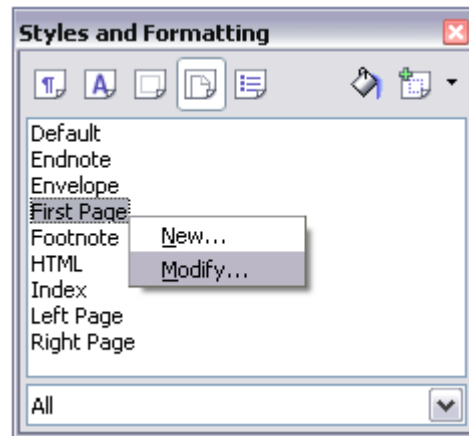 Styles and Formatting
Default
Endnote
Envelope
First Page
Footnote
New...
HTML
Modify...
Index
Left Page
Right Page
All